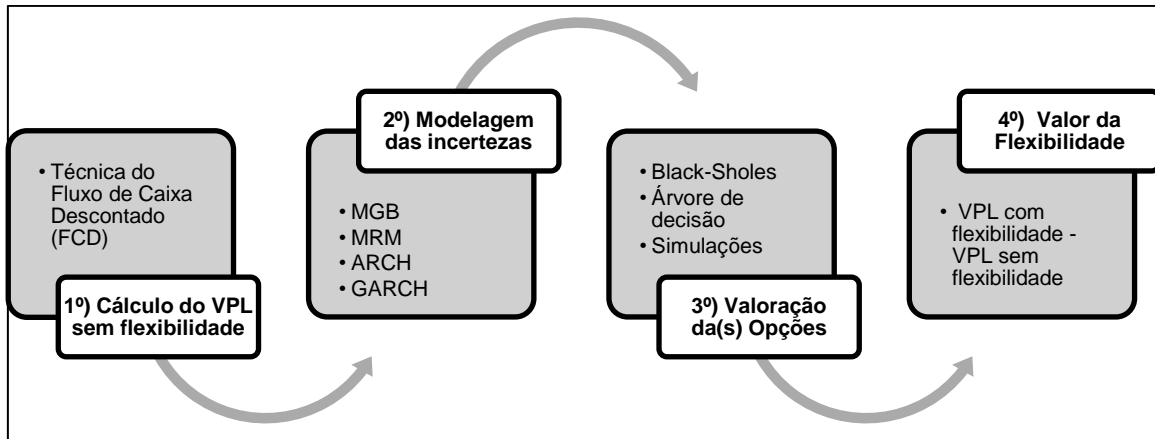 • Técnica do
Fluxo de Caixa
Descontado
(FCD)
1º) Cálculo do VPL
sem flexibilidade
2º) Modelagem
das incertezas
• MGB
• MRM
• ARCH
• GARCH
• Black-Sholes
• Árvore de
decisão
• Simulações
3º) Valoração
da(s) Opções
4º) Valor da
Flexibilidade
• VPL com
flexibilidade -
VPL sem
flexibilidade